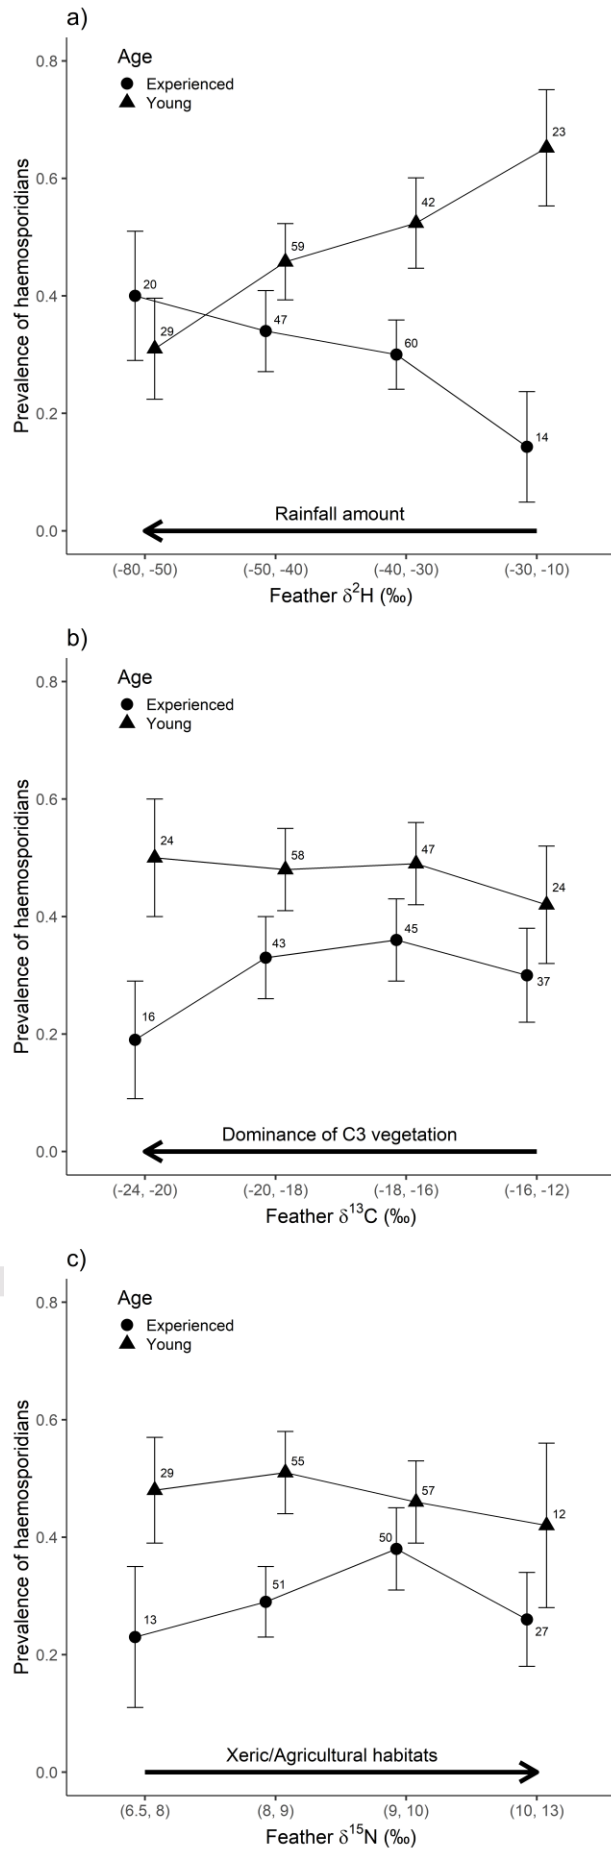 a)
Age
Experienced
Young
Prevalence of haemosporidians
0.8
0.6
0.4
0.2
0.0
20
29
47
59
60
42
14
23
Rainfall amount
(-80, -50) (-50, -40) (-40, -30) (-30, -10)
Feather δ²H (‰)
b)
Age
Experienced
Young
Prevalence of haemosporidians
0.8
0.6
0.4
0.2
0.0
16
24
43
58
45
47
37
24
Dominance of C3 vegetation
(-24, -20) (-20, -18) (-18, -16) (-16, -12)
Feather δ¹³C (‰)
c)
Age
Experienced
Young
Prevalence of haemosporidians
0.8
0.6
0.4
0.2
0.0
13
29
51
55
50
57
27
12
Xeric/Agricultural habitats
(6.5, 8) (8, 9) (9, 10) (10, 13)
Feather δ¹⁵N (‰)